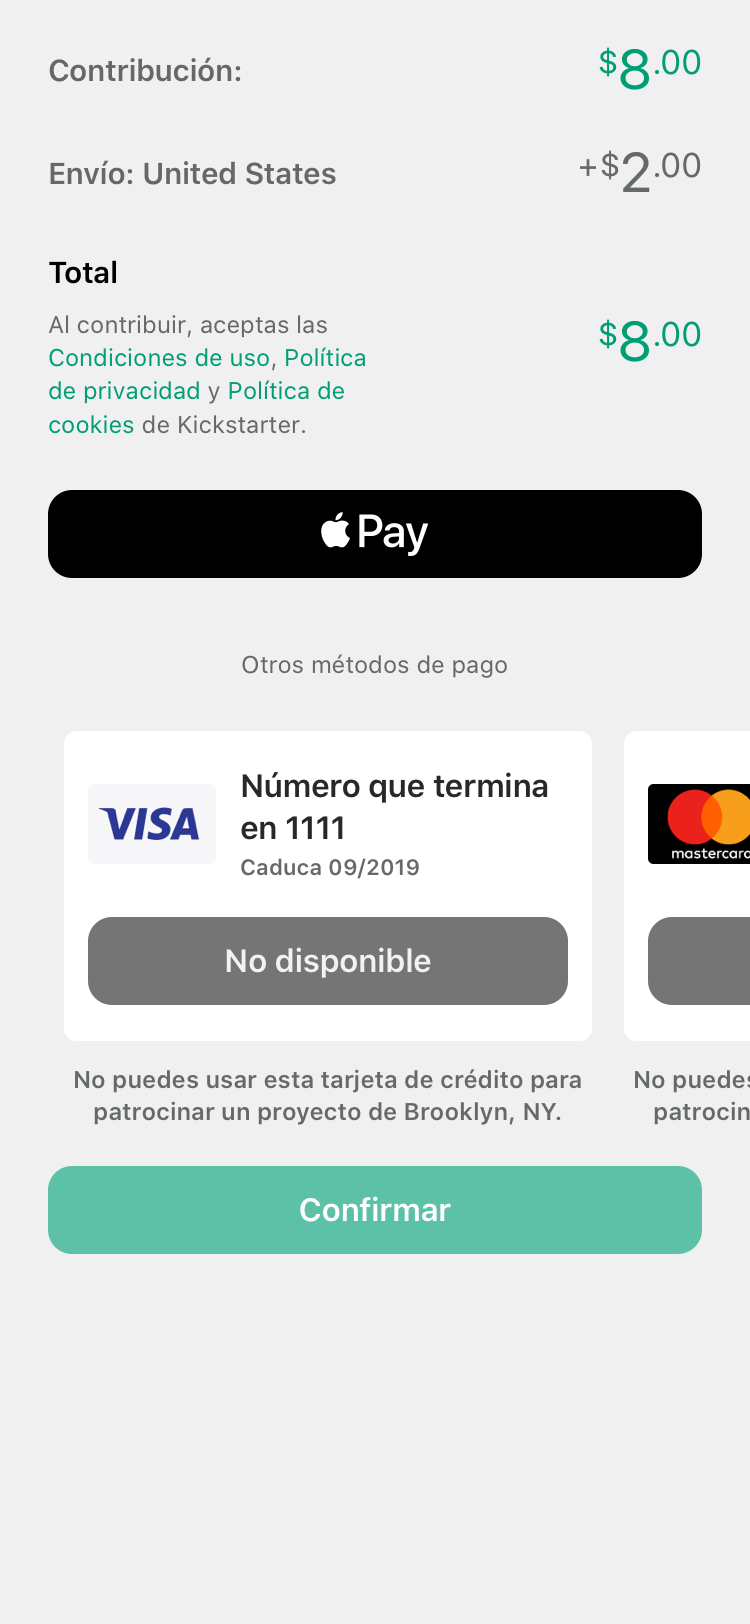 Contribución:
$8.00
Envío: United States
+$2.00
Total
Al contribuir, aceptas las
Condiciones de uso, Política
de privacidad y Política de
cookies de Kickstarter.
$8.00
Pay
Otros métodos de pago
VISA
Número que termina
en 1111
Caduca 09/2019
No disponible
No puedes usar esta tarjeta de crédito para
patrocinar un proyecto de Brooklyn, NY.
mastercard
No puedes
patrocin
Confirmar